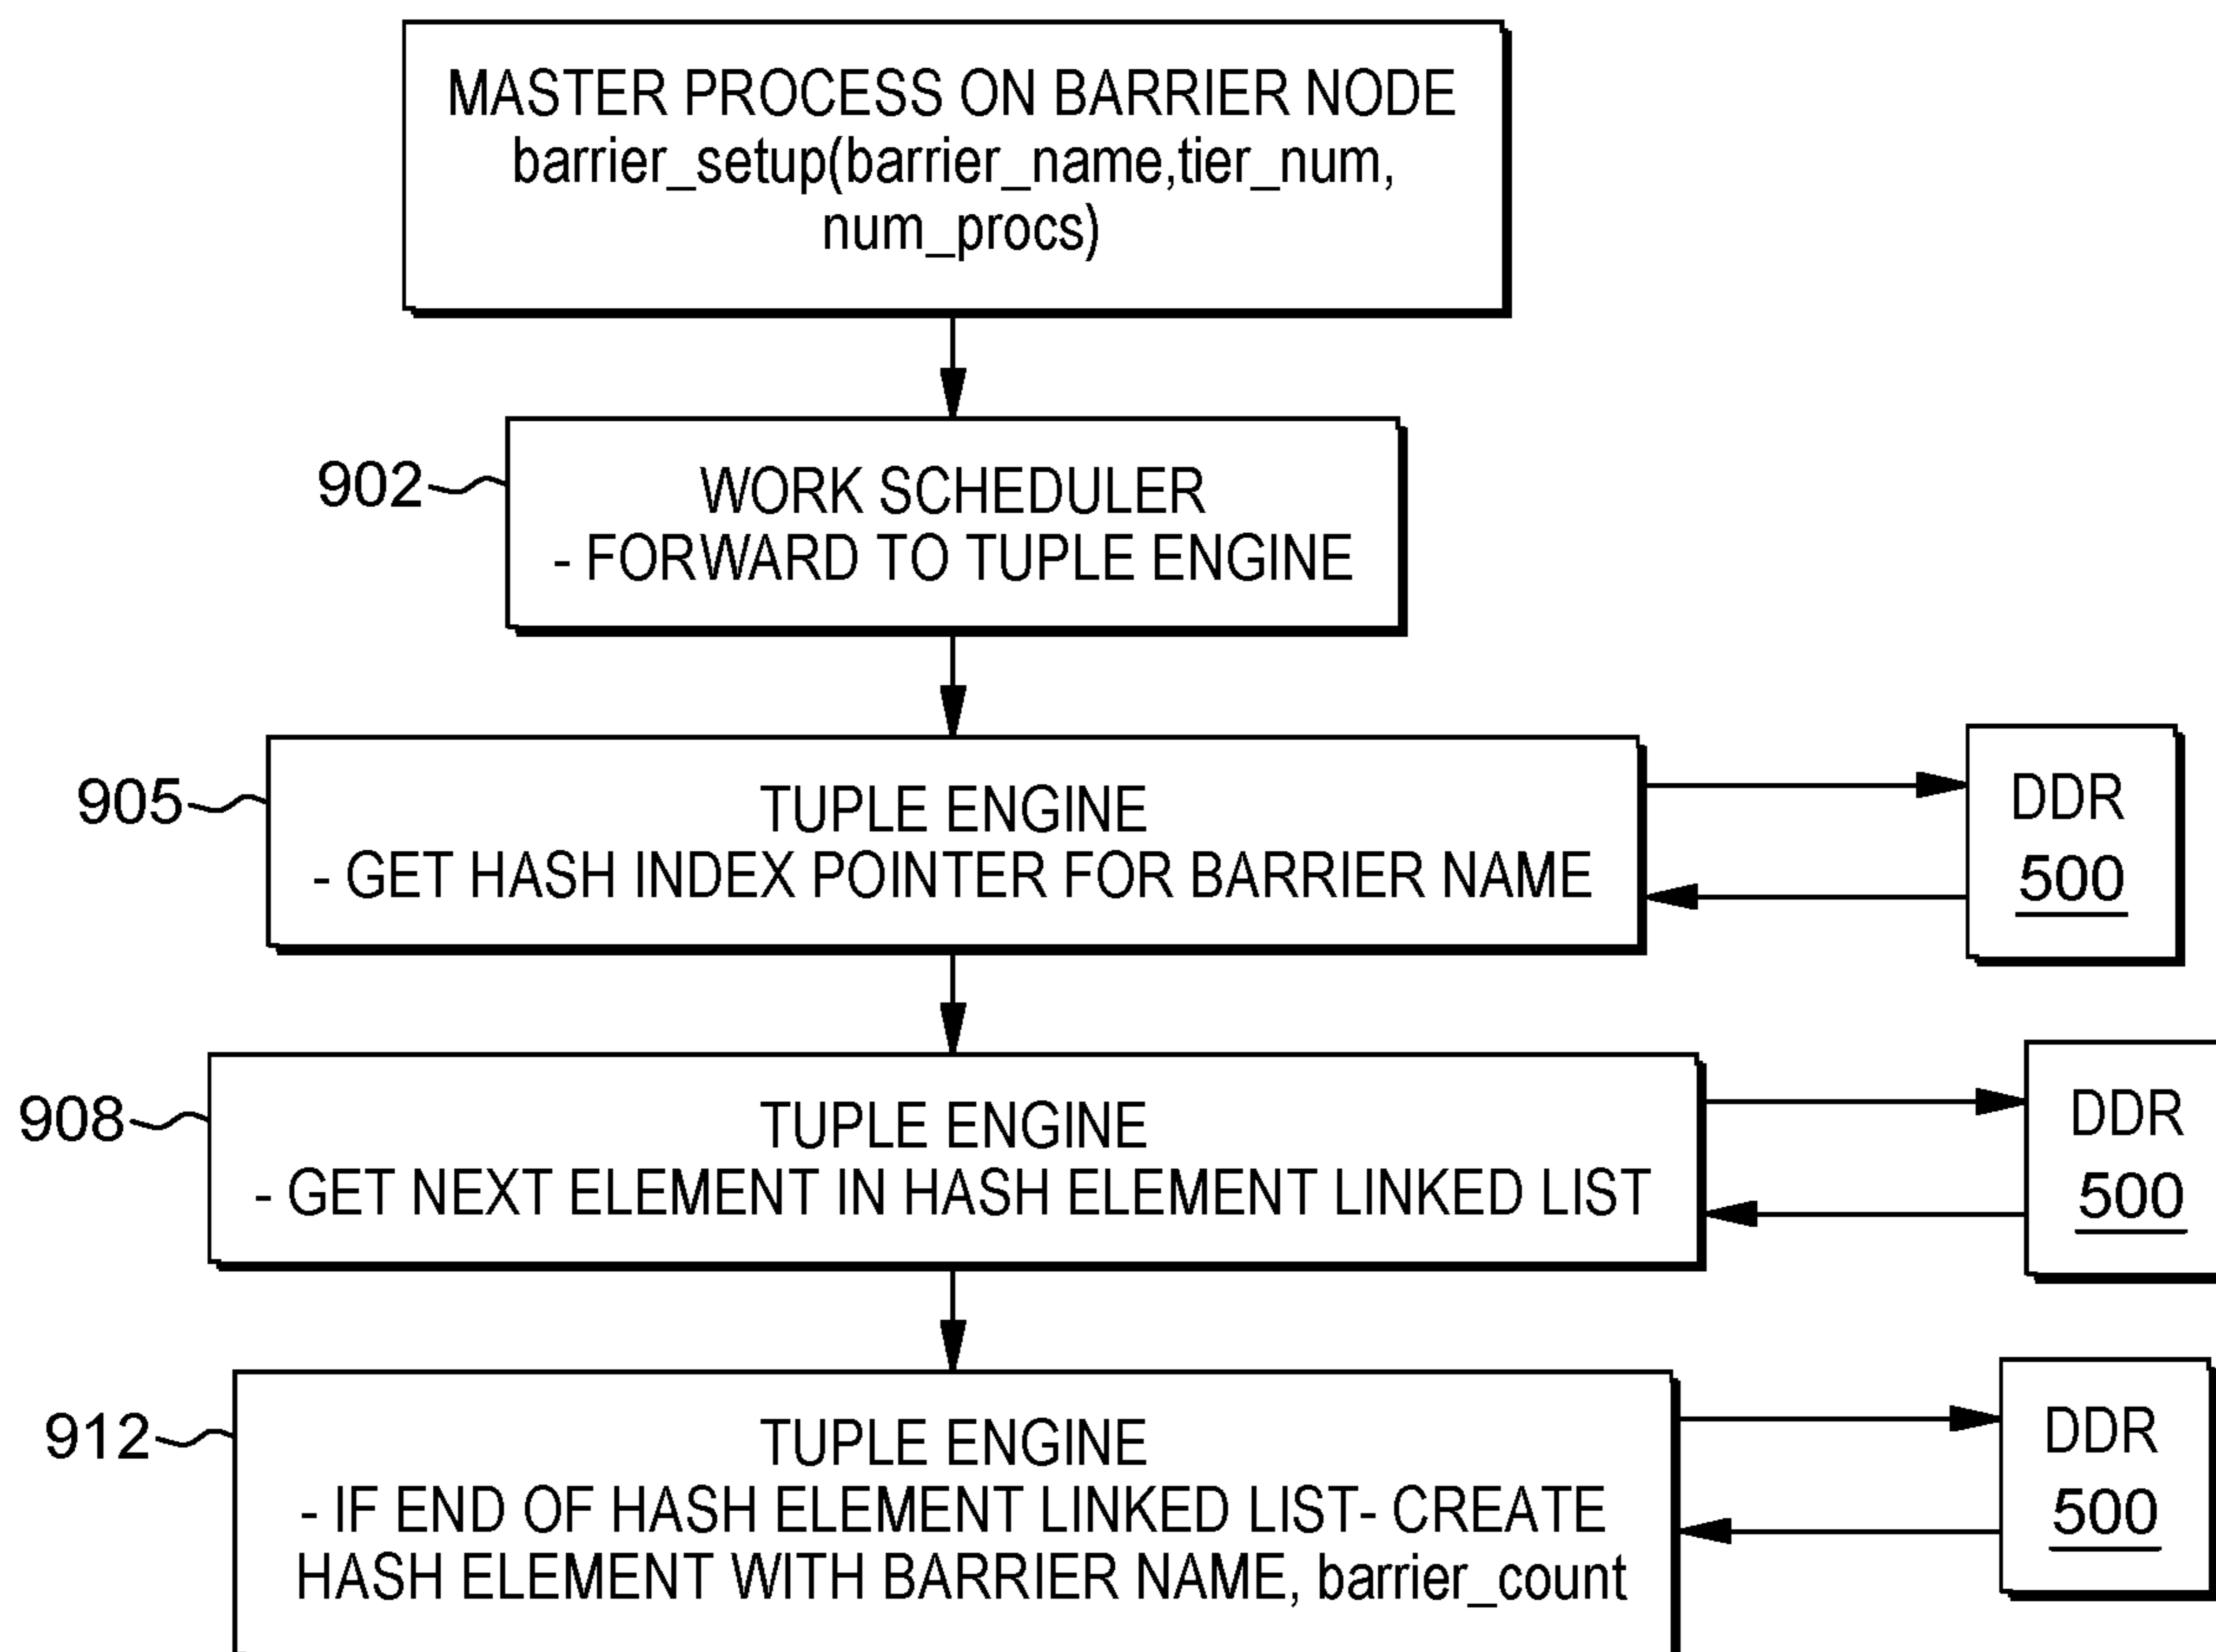 MASTER PROCESS ON BARRIER NODE
barrier_setup(barrier_name,tier_num,
num_procs)
902
WORK SCHEDULER
- FORWARD TO TUPLE ENGINE
905
TUPLE ENGINE
- GET HASH INDEX POINTER FOR BARRIER NAME
DDR
500
908
TUPLE ENGINE
- GET NEXT ELEMENT IN HASH ELEMENT LINKED LIST
DDR
500
912
TUPLE ENGINE
- IF END OF HASH ELEMENT LINKED LIST- CREATE
HASH ELEMENT WITH BARRIER NAME, barrier_count
DDR
500